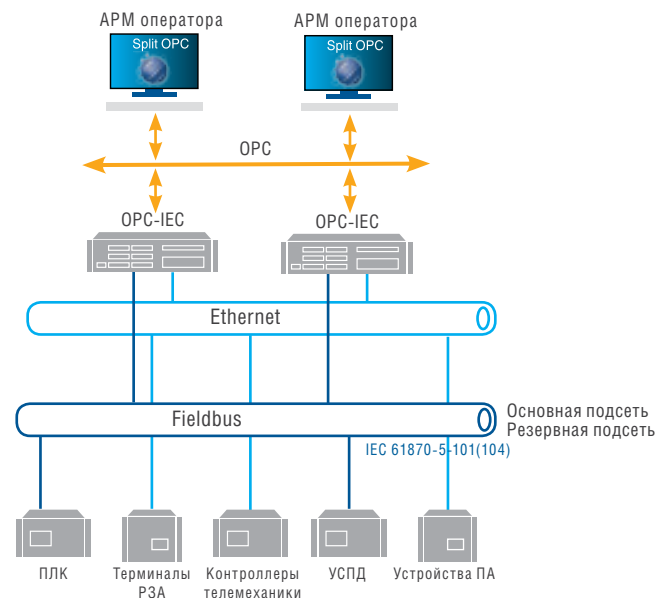 АРМ оператора
АРМ оператора
Split OPC
Split OPC
OPC
OPC-IEC
OPC-IEC
Ethernet
Fieldbus
Основная подсеть
Резервная подсеть
IEC 61870-5-101(104)
ПЛК
Терминалы
РЗА
Контроллеры
телемеханики
УСПД
Устройства ПА